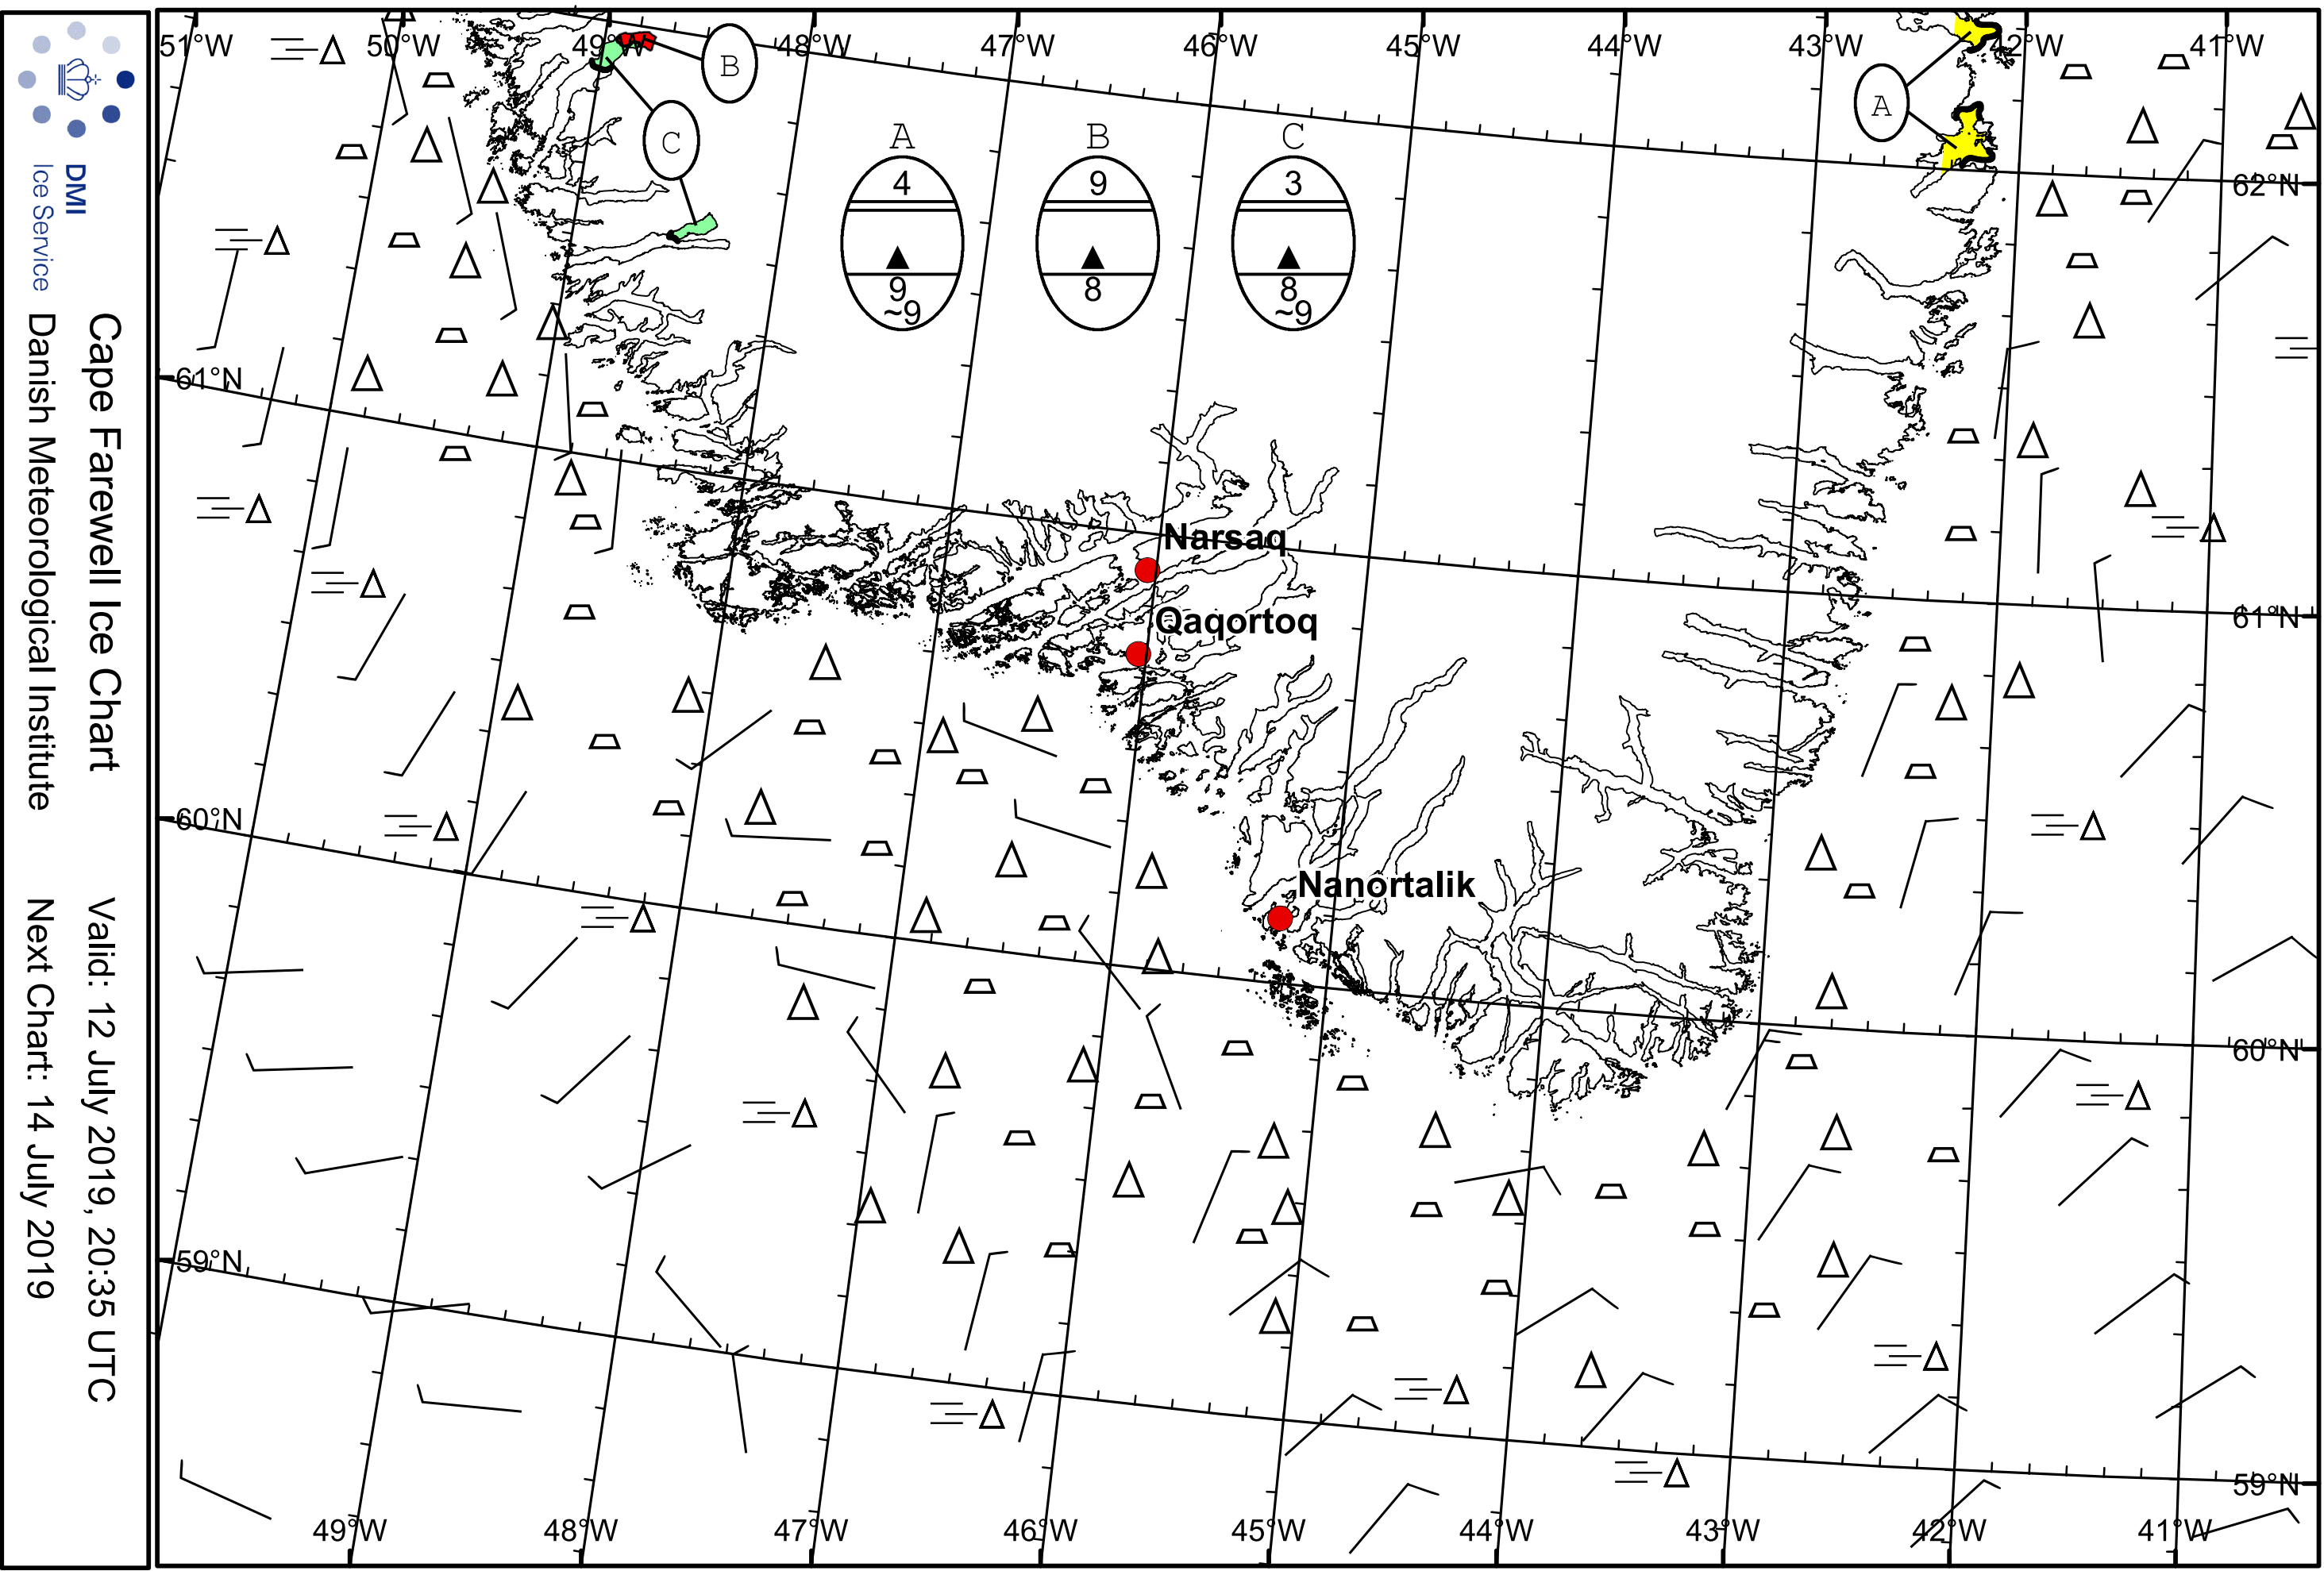 DMI
Ice Service
Cape Farewell Ice Chart
Danish Meteorological Institute
Valid: 12 July 2019, 20:35 UTC
Next Chart: 14 July 2019
51°W
50°W
49°W
48°W
47°W
46°W
45°W
44°W
43°W
42°W
41°W
B
A
C
A
B
C
4
9
3
9
8
8
~9
~9
62°N
61°N
Narsaq
Qaqortoq
61°N
60°N
Nanortalik
60°N
59°N
59°N
49°W
48°W
47°W
46°W
45°W
44°W
43°W
42°W
41°W